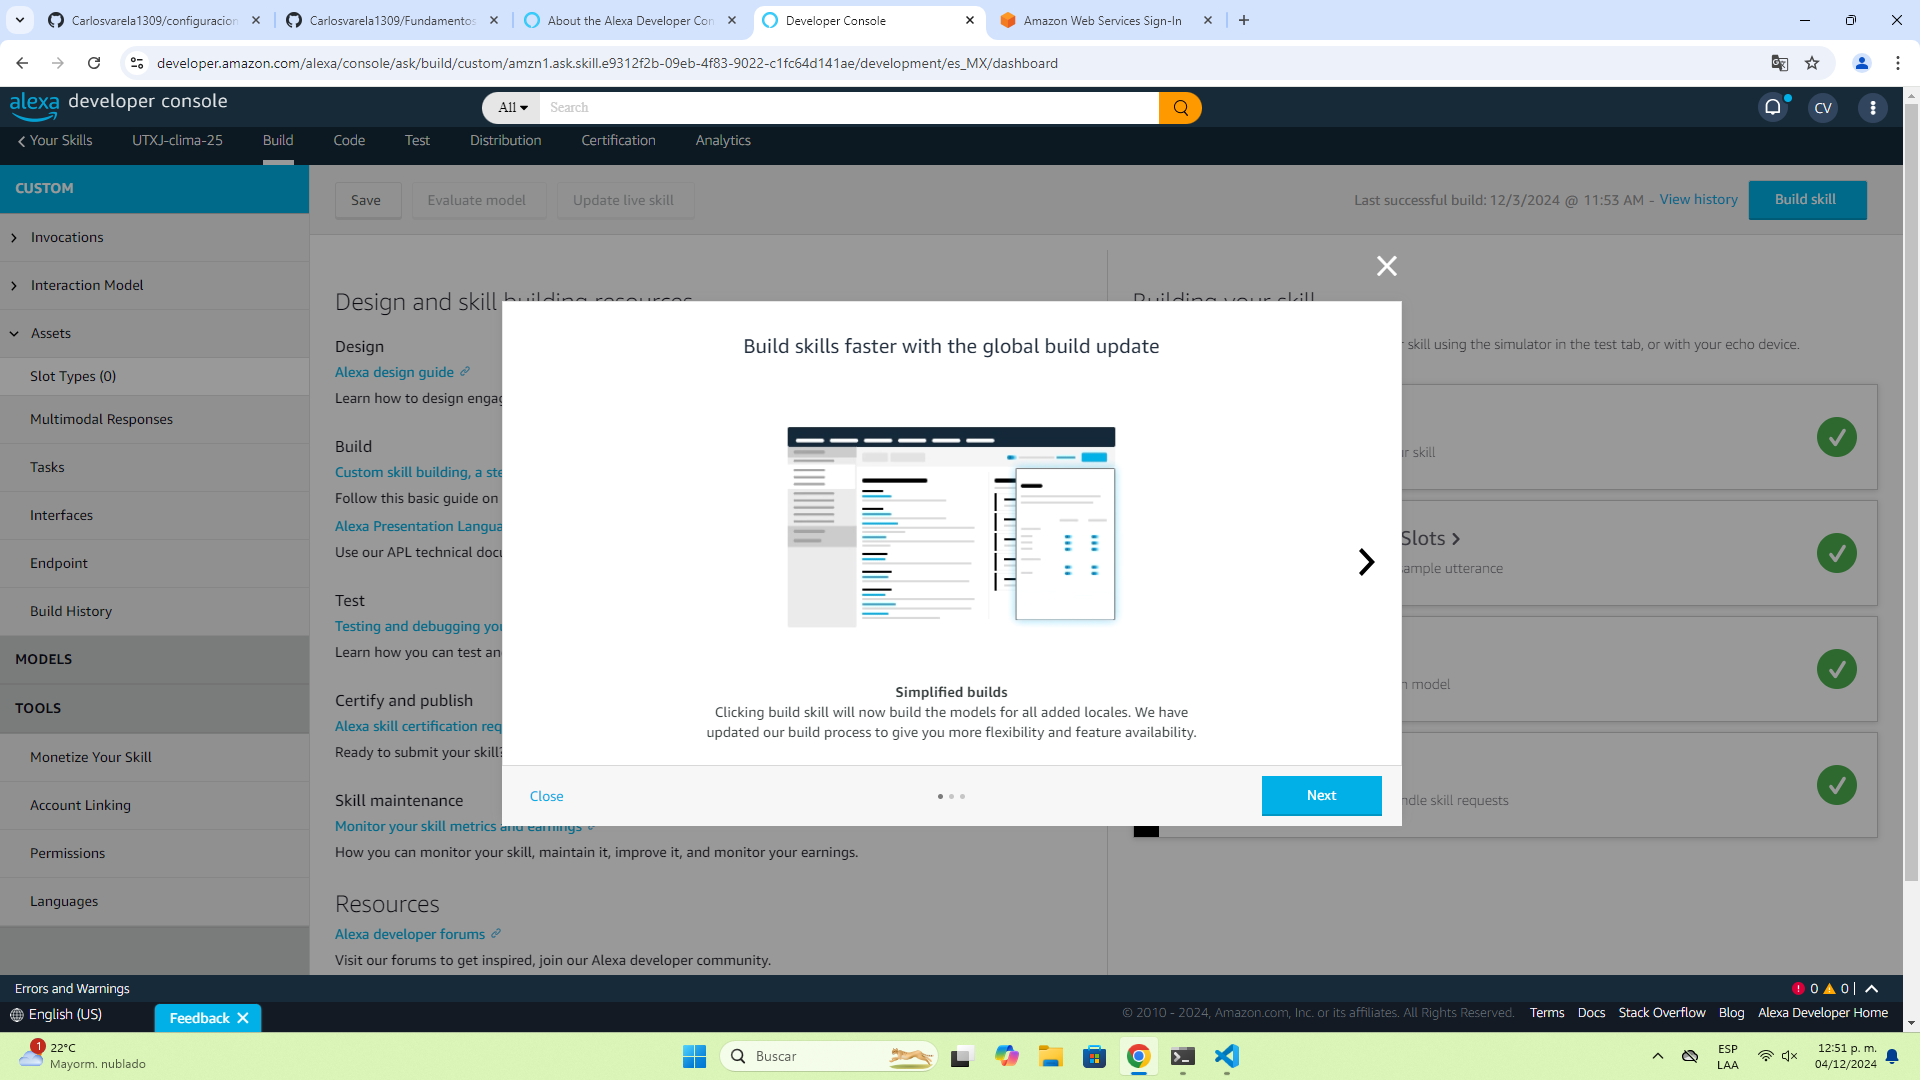 Carlosvarela1309/configuracion
Carlosvarela1309/Fundamentos
About the Alexa Developer Con
Developer Console
Amazon Web Services Sign-In
developer.amazon.com/alexa/console/ask/build/custom/amzn1.ask.skill.e9312f2b-09eb-4f83-9022-c1fc64d141ae/development/es_MX/dashboard
alexa developer console
All
Search
CV
Your Skills
UTXJ-clima-25
Build
Code
Test
Distribution
Certification
Analytics
CUSTOM
Invocations
Interaction Model
Assets
Slot Types (0)
Multimodal Responses
Tasks
Interfaces
Endpoint
Build History
MODELS
TOOLS
Monetize Your Skill
Account Linking
Permissions
Languages
Save
Evaluate model
Update live skill
Last successful build: 12/3/2024 @ 11:53 AM - View history
Build skill
Design and skill building resources
Design
Alexa design guide
Learn how to design engag
Build
Custom skill building, a ste
Follow this basic guide on
Alexa Presentation Langua
Use our APL technical docu
Test
Testing and debugging you
Learn how you can test an
Certify and publish
Alexa skill certification req
Ready to submit your skill?
Skill maintenance
Monitor your skill metrics and earnings
How you can monitor your skill, maintain it, improve it, and monitor your earnings.
Resources
Alexa developer forums
Visit our forums to get inspired, join our Alexa developer community.
Building your skill
skill using the simulator in the test tab, or with your echo device.
skill
Slots
sample utterance
model
ndle skill requests
Build skills faster with the global build update
Simplified builds
Clicking build skill will now build the models for all added locales. We have
updated our build process to give you more flexibility and feature availability.
Close
Next
Errors and Warnings
0
0
English (US)
Feedback
© 2010 - 2024, Amazon.com, Inc. or its affiliates. All Rights Reserved.
Terms
Docs
Stack Overflow
Blog
Alexa Developer Home
1
22°C
Mayorm. nublado
Buscar
ESP
LAA
12:51 p. m.
04/12/2024